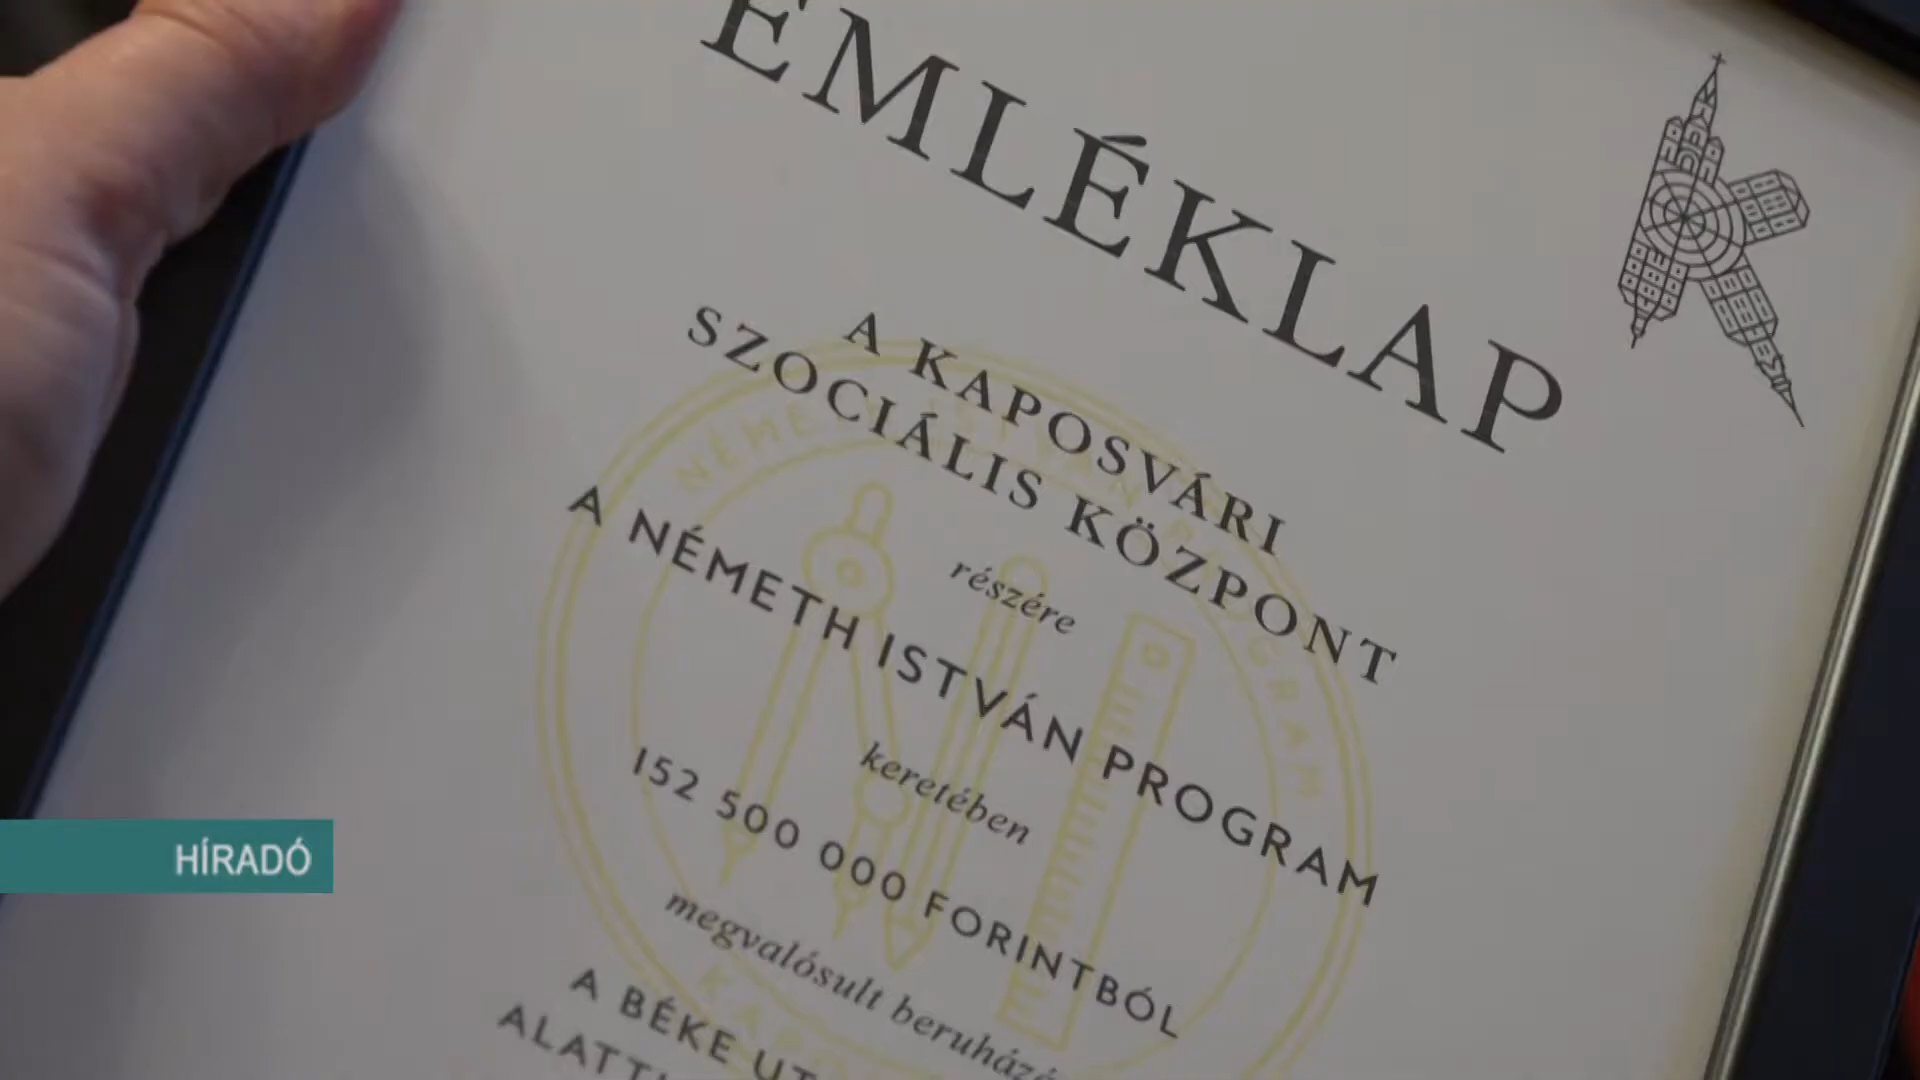 EMLÉKLAP
A KAPOSVÁRI
SZOCIÁLIS KÖZPONT
részére
A NÉMETH ISTVÁN PROGRAM
keretében
152 500 000 FORINTBÓL
megvalósult
A BÉKE
HÍRADÓ